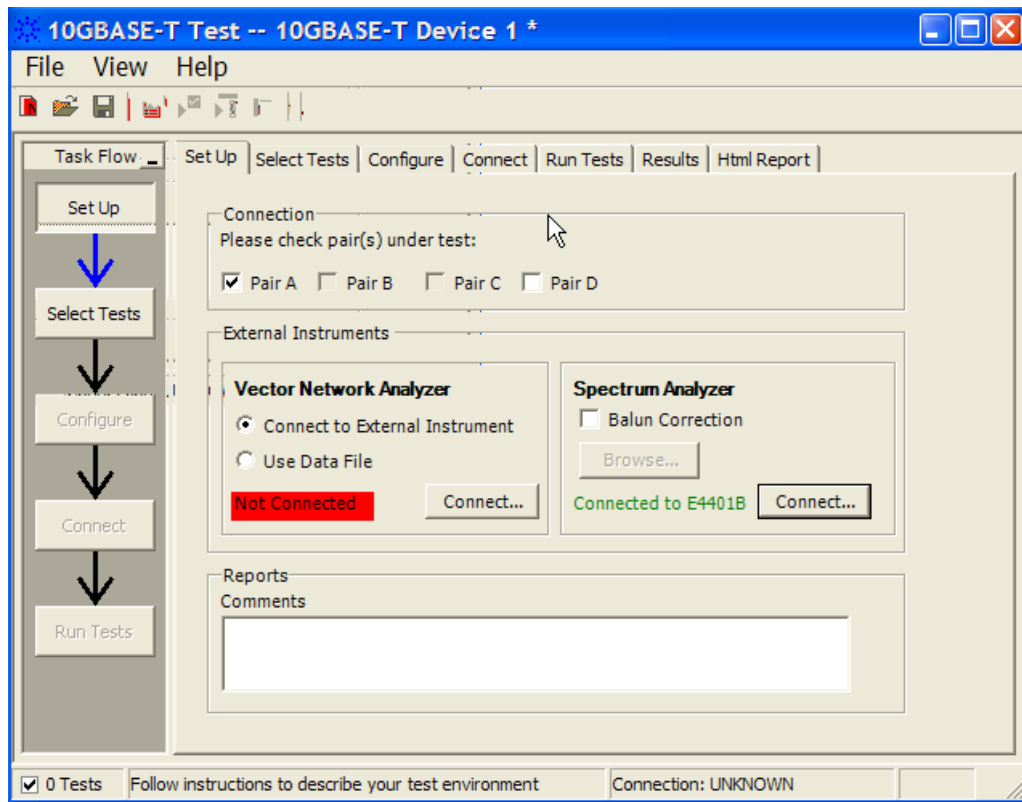 10GBASE-T Test -- 10GBASE-T Device 1 *
File View Help
Task Flow
Set Up Select Tests Configure Connect Run Tests Results Html Report
Set Up
Select Tests
Configure
Connect
Run Tests
Connection
Please check pair(s) under test:
Pair A Pair B Pair C Pair D
External Instruments
Vector Network Analyzer
Connect to External Instrument
Use Data File
Not Connected Connect...
Spectrum Analyzer
Balun Correction
Browse...
Connected to E4401B Connect...
Reports
Comments
0 Tests Follow instructions to describe your test environment Connection: UNKNOWN